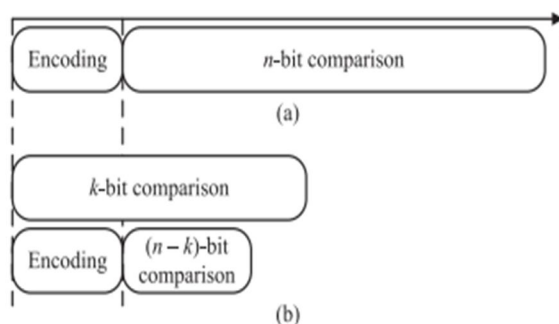 Encoding
n-bit comparison
(a)
k-bit comparison
Encoding
(n – k)-bit
comparison
(b)